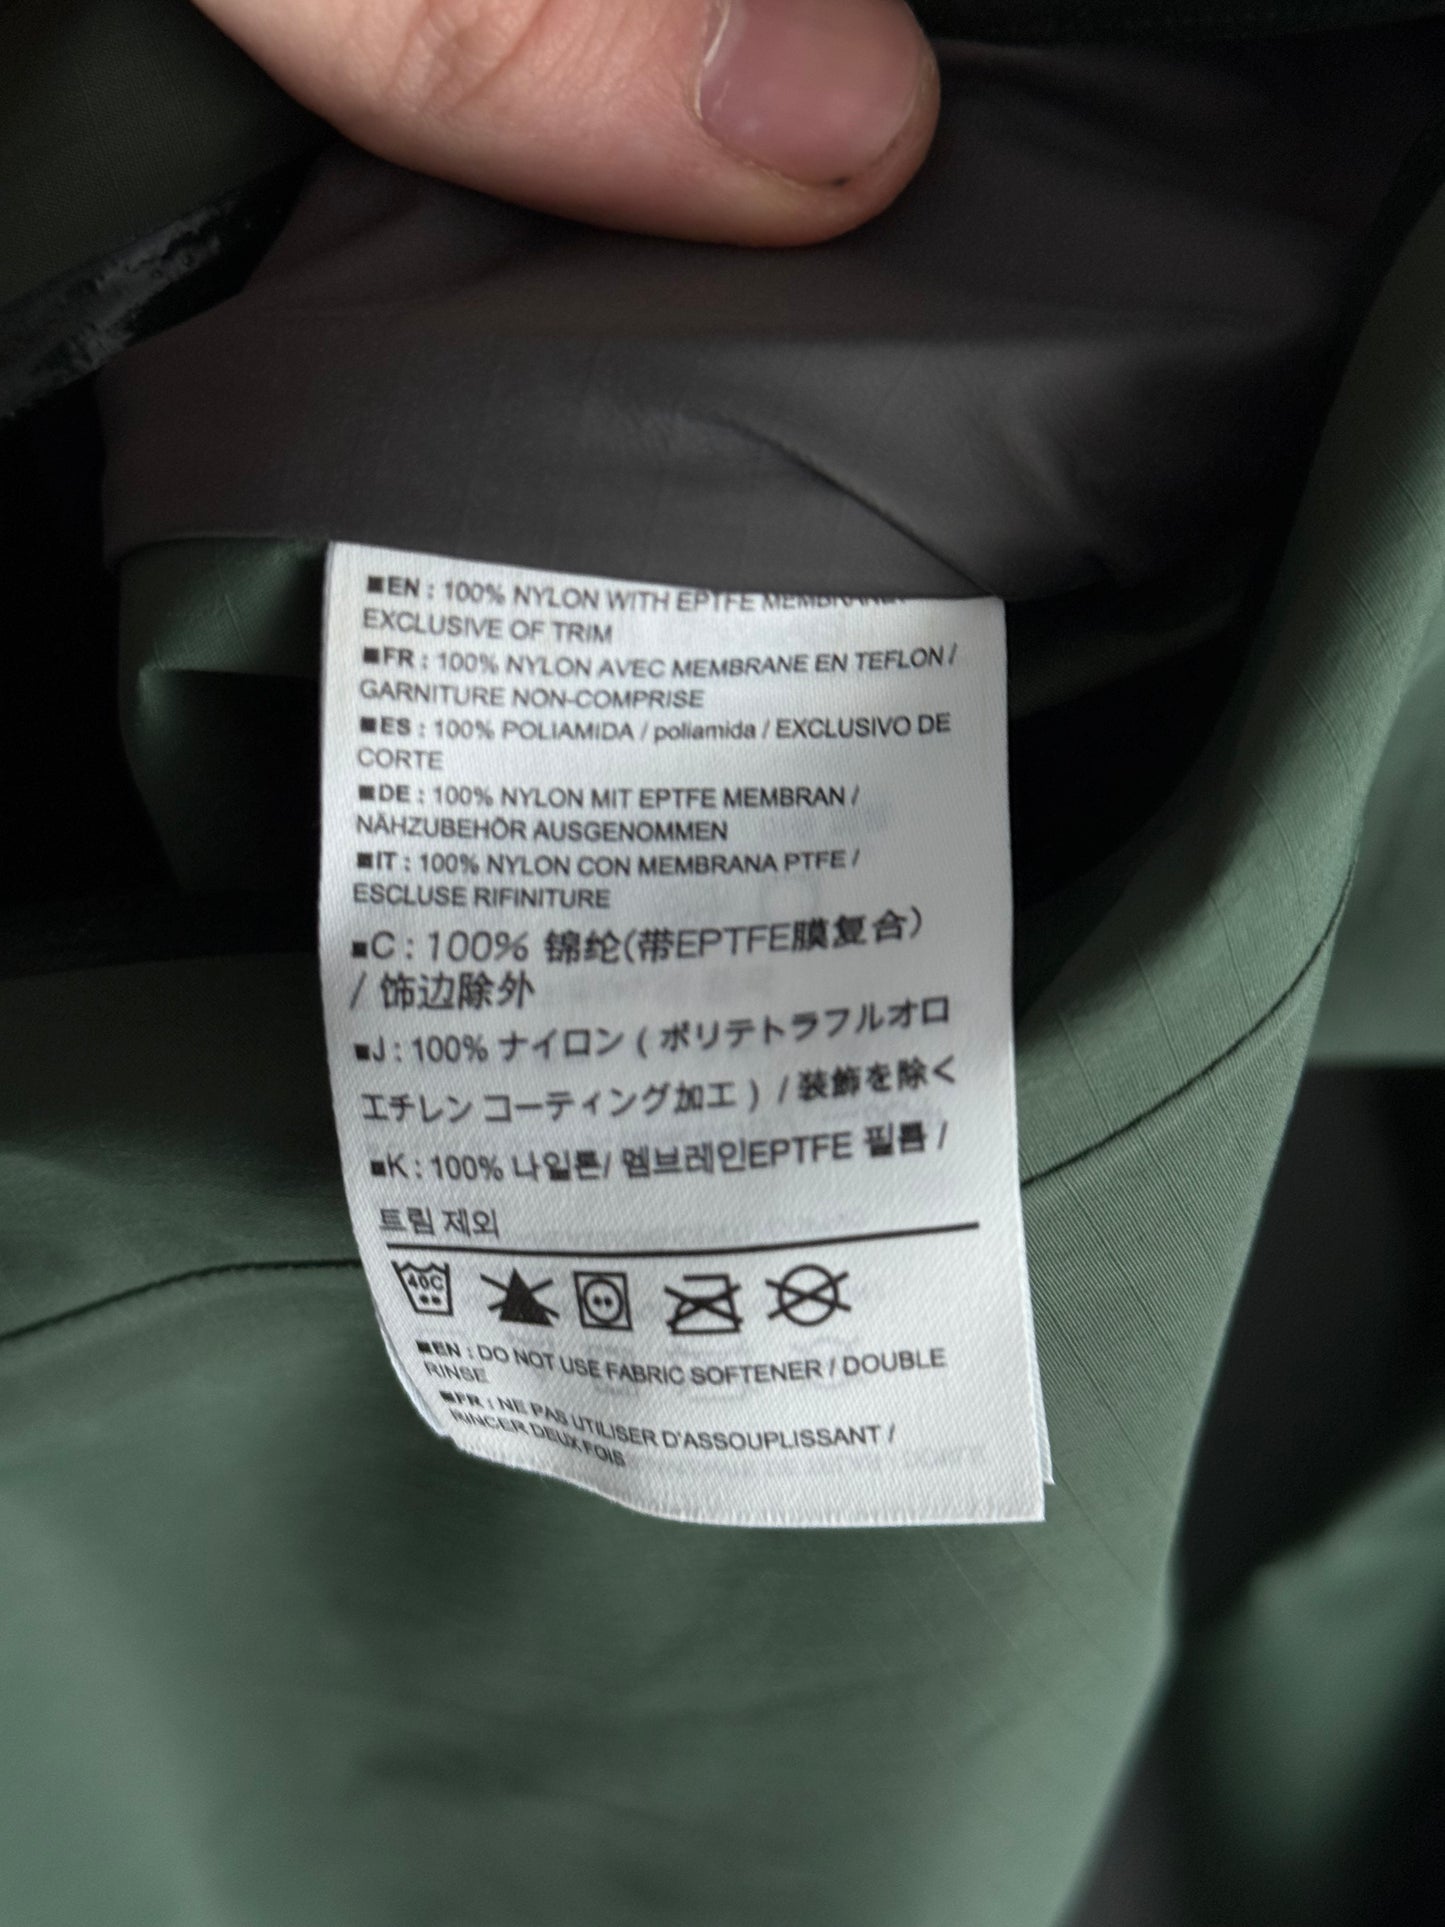 ■EN : 100% NYLON WITH EPTFE MEMBRANE
EXCLUSIVE OF TRIM
■FR : 100% NYLON AVEC MEMBRANE EN TEFLON /
GARNITURE NON-COMPRISE
■ES : 100% POLIAMIDA / poliamida / EXCLUSIVO DE
CORTE
■DE : 100% NYLON MIT EPTFE MEMBRAN /
NÄHZUBEHÖR AUSGENOMMEN
■IT : 100% NYLON CON MEMBRANA PTFE /
ESCLUSE RIFINITURE
■C : 100% 锦纶(带EPTFE膜复合)
/ 饰边除外
■J : 100% ナイロン ( ポリテトラフルオロ
エチレン コーティング加工 ) / 装飾を除く
■K : 100% 나일론/ 멤브레인EPTFE 필름 /
트림 제외
40C
■EN : DO NOT USE FABRIC SOFTENER / DOUBLE
RINSE
■FR : NE PAS UTILISER D'ASSOUPLISSANT /
RINCER DEUX FOIS